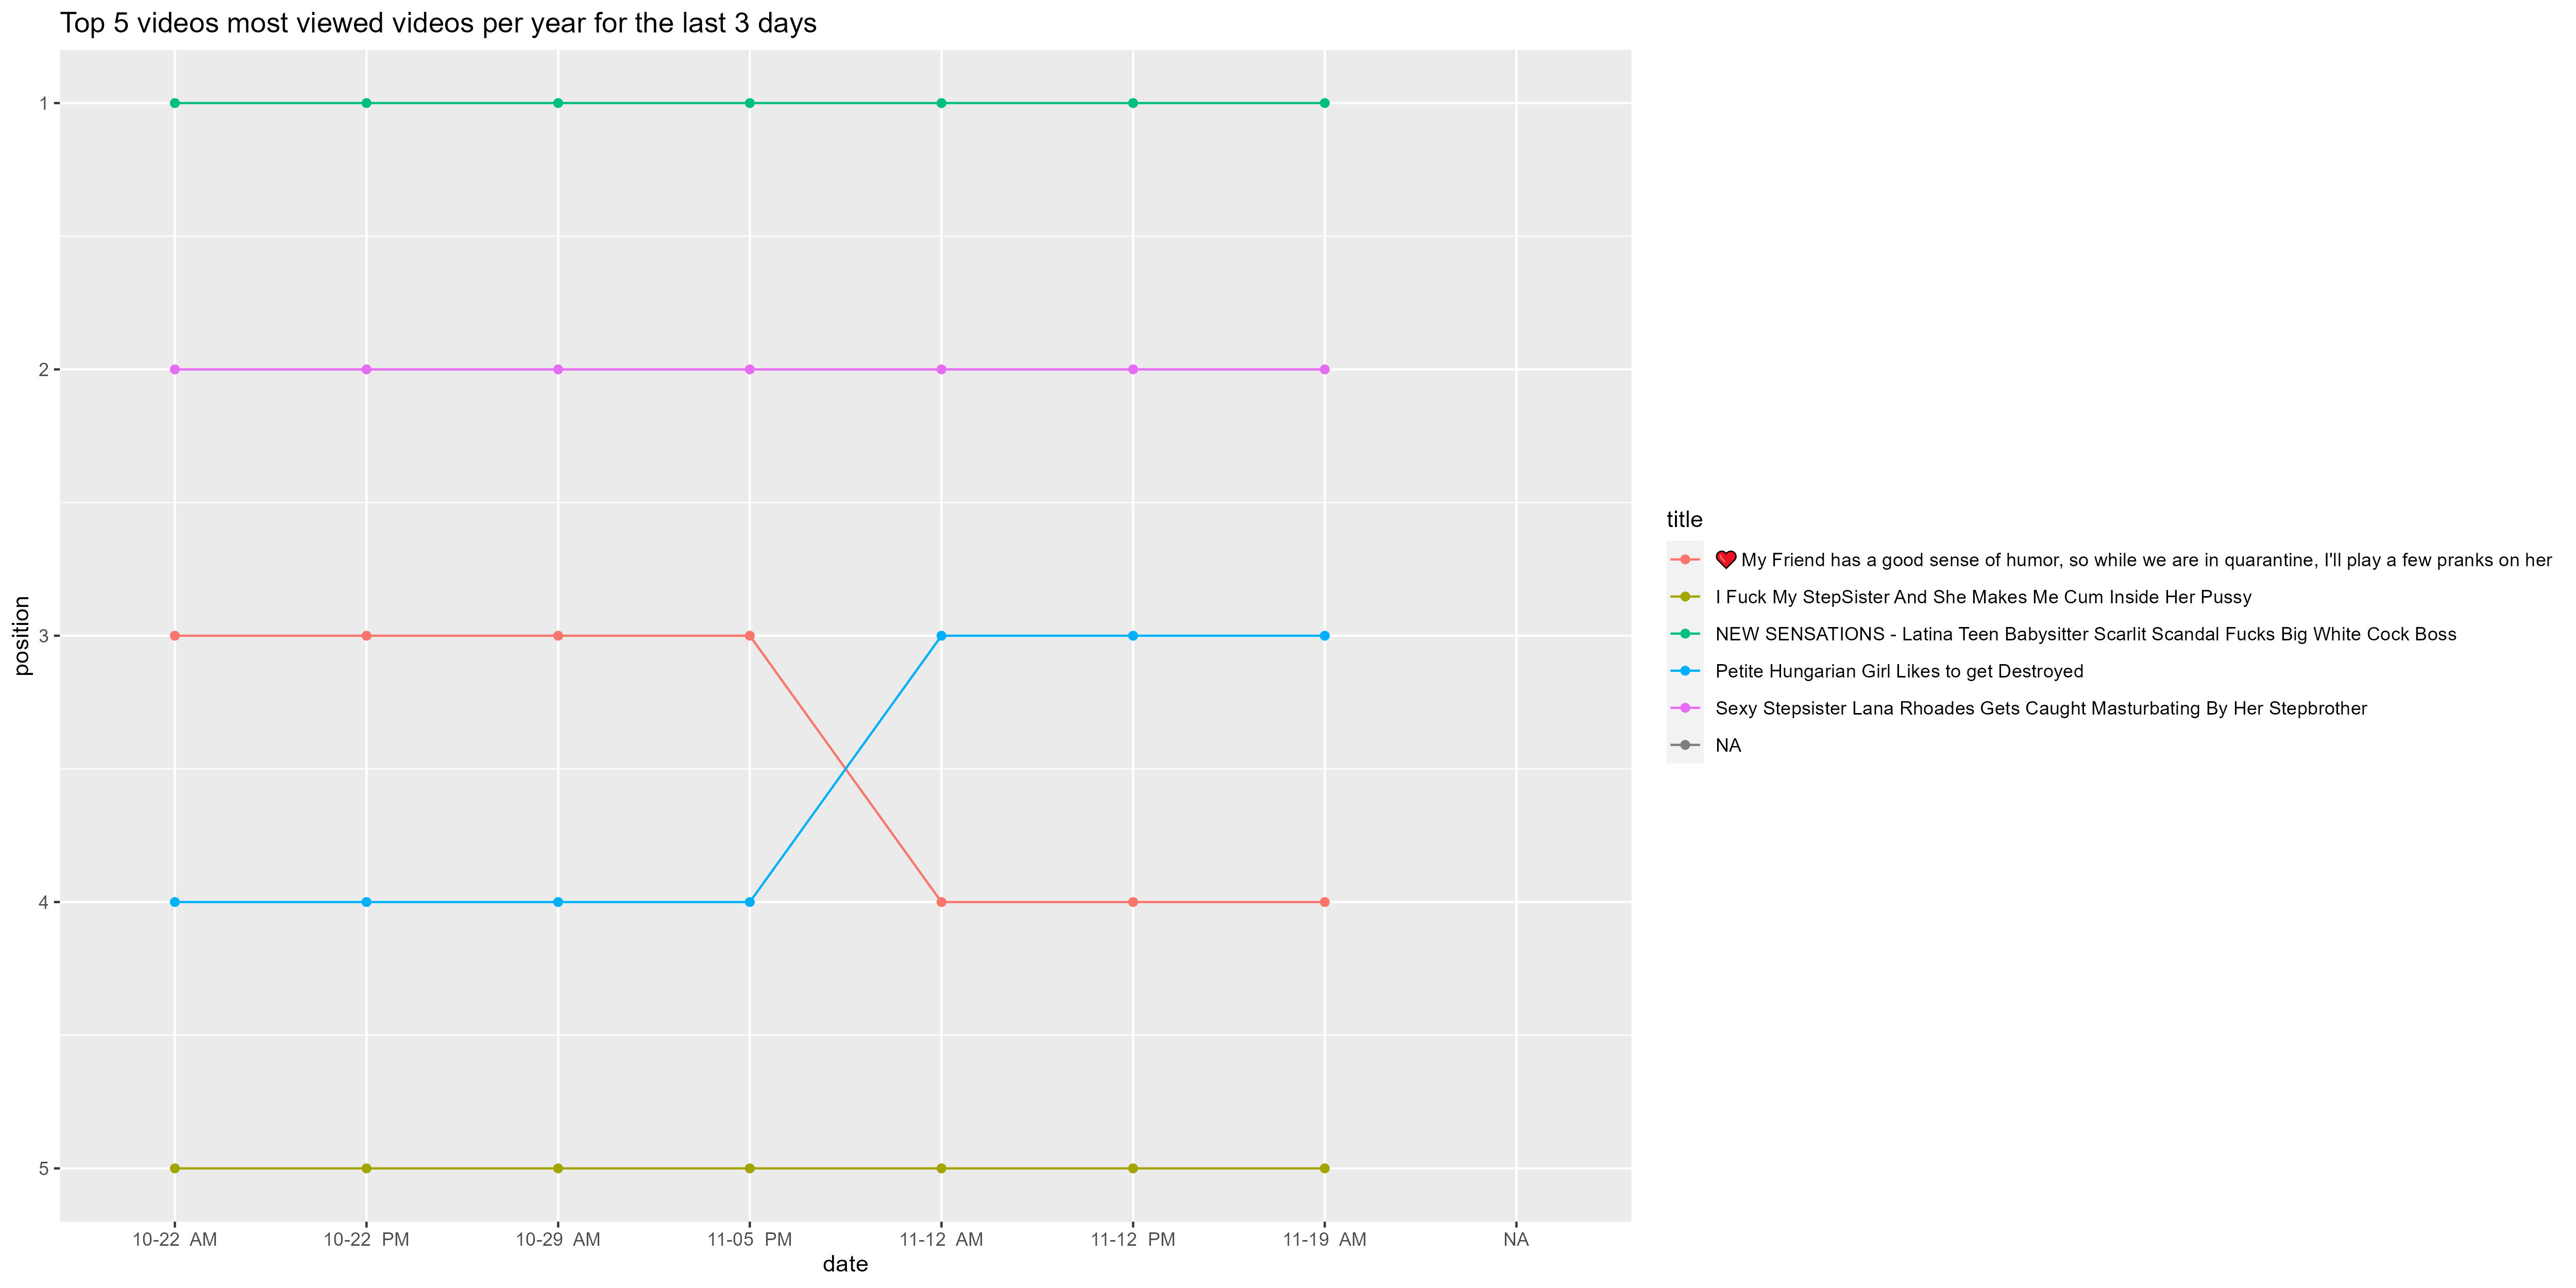 Top 5 videos most viewed videos per year for the last 3 days
position
1
2
3
4
5
10-22 AM
10-22 PM
10-29 AM
11-05 PM
11-12 AM
11-12 PM
11-19 AM
NA
date
title
❤️ My Friend has a good sense of humor, so while we are in quarantine, I'll play a few pranks on her
I Fuck My StepSister And She Makes Me Cum Inside Her Pussy
NEW SENSATIONS - Latina Teen Babysitter Scarlit Scandal Fucks Big White Cock Boss
Petite Hungarian Girl Likes to get Destroyed
Sexy Stepsister Lana Rhoades Gets Caught Masturbating By Her Stepbrother
NA